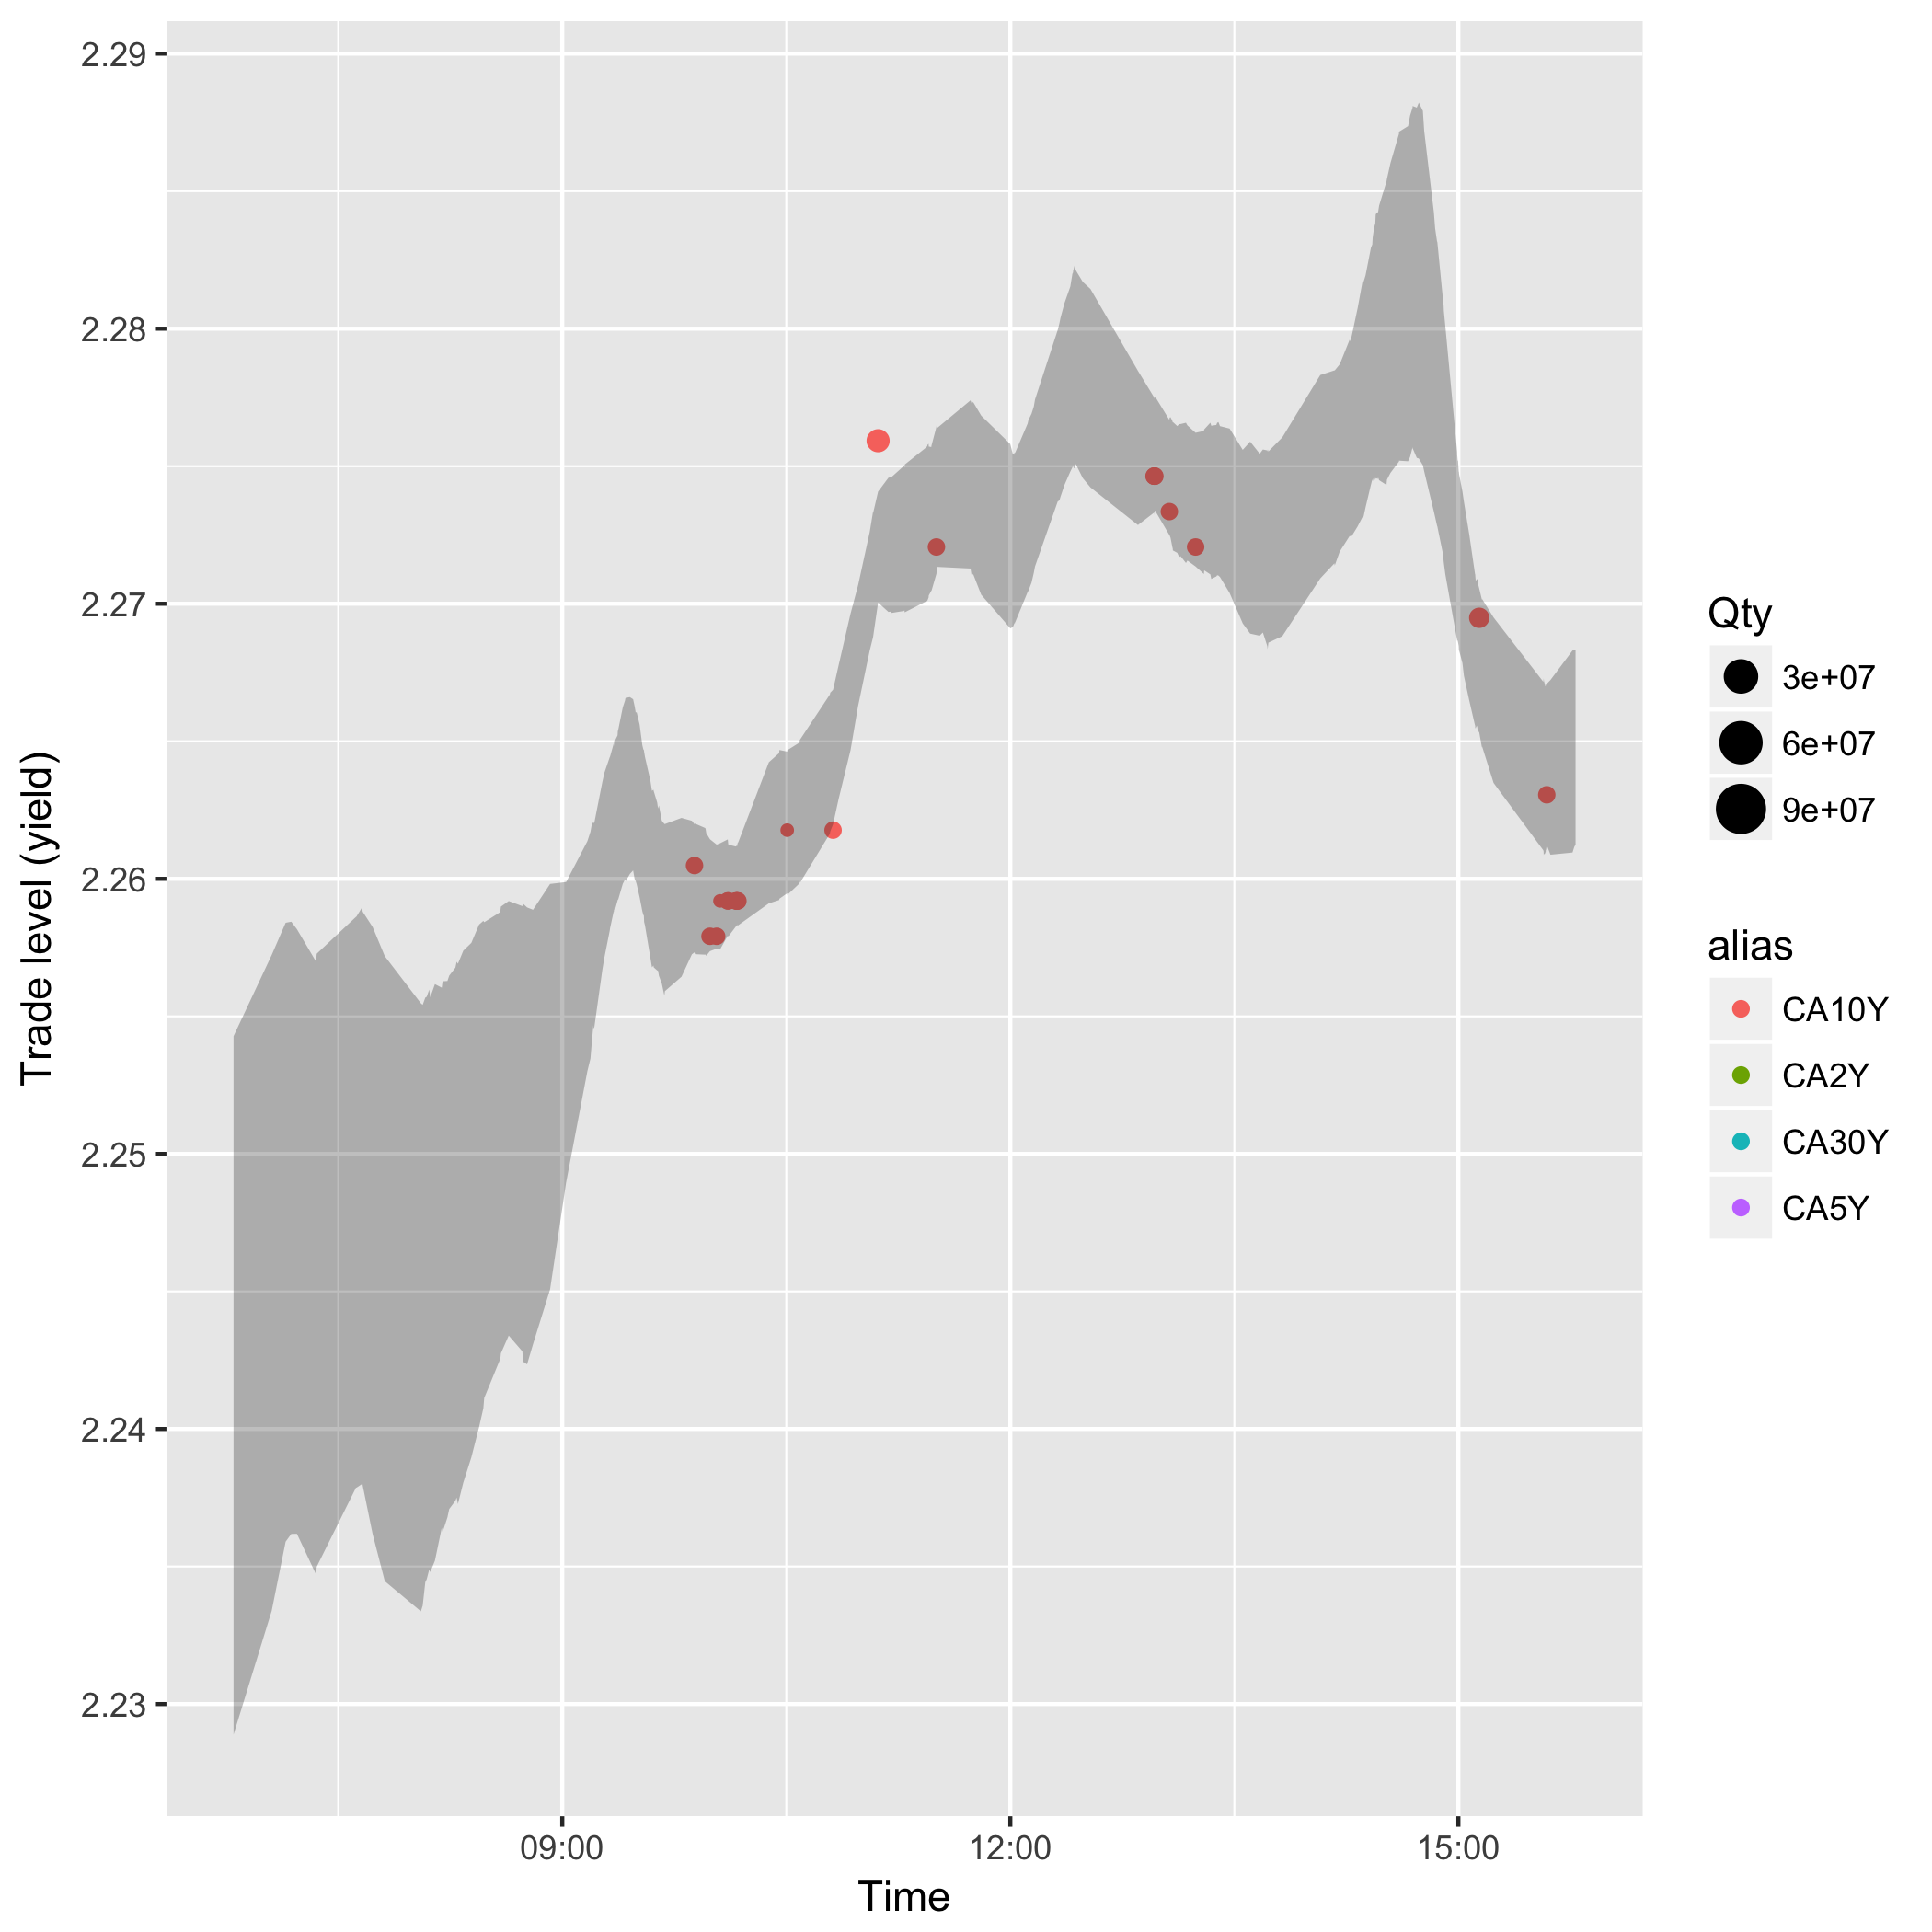 Trade level (yield)
2.29
2.28
2.27
2.26
2.25
2.24
2.23
09:00
12:00
15:00
Time
Qty
3e+07
6e+07
9e+07
alias
CA10Y
CA2Y
CA30Y
CA5Y